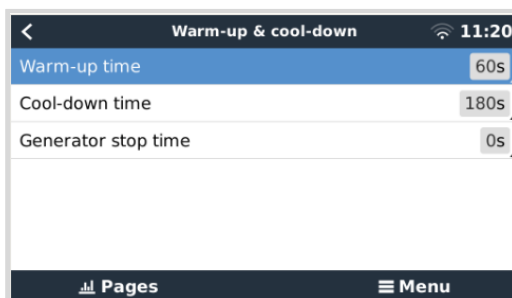 Warm-up & cool-down 11:20
Warm-up time 60s
Cool-down time 180s
Generator stop time 0s
Pages Menu